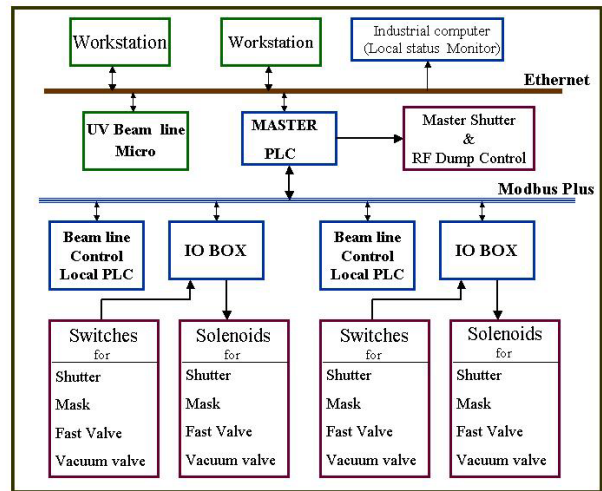 Workstation
Workstation
Industrial computer
(Local status Monitor)
Ethernet
UV Beam line
Micro
MASTER
PLC
Master Shutter
&
RF Dump Control
Modbus Plus
Beam line
Control
Local PLC
IO BOX
Beam line
Control
Local PLC
IO BOX
Switches
for
Shutter
Mask
Fast Valve
Vacuum valve
Solenoids
for
Shutter
Mask
Fast Valve
Vacuum valve
Switches
for
Shutter
Mask
Fast Valve
Vacuum valve
Solenoids
for
Shutter
Mask
Fast Valve
Vacuum valve